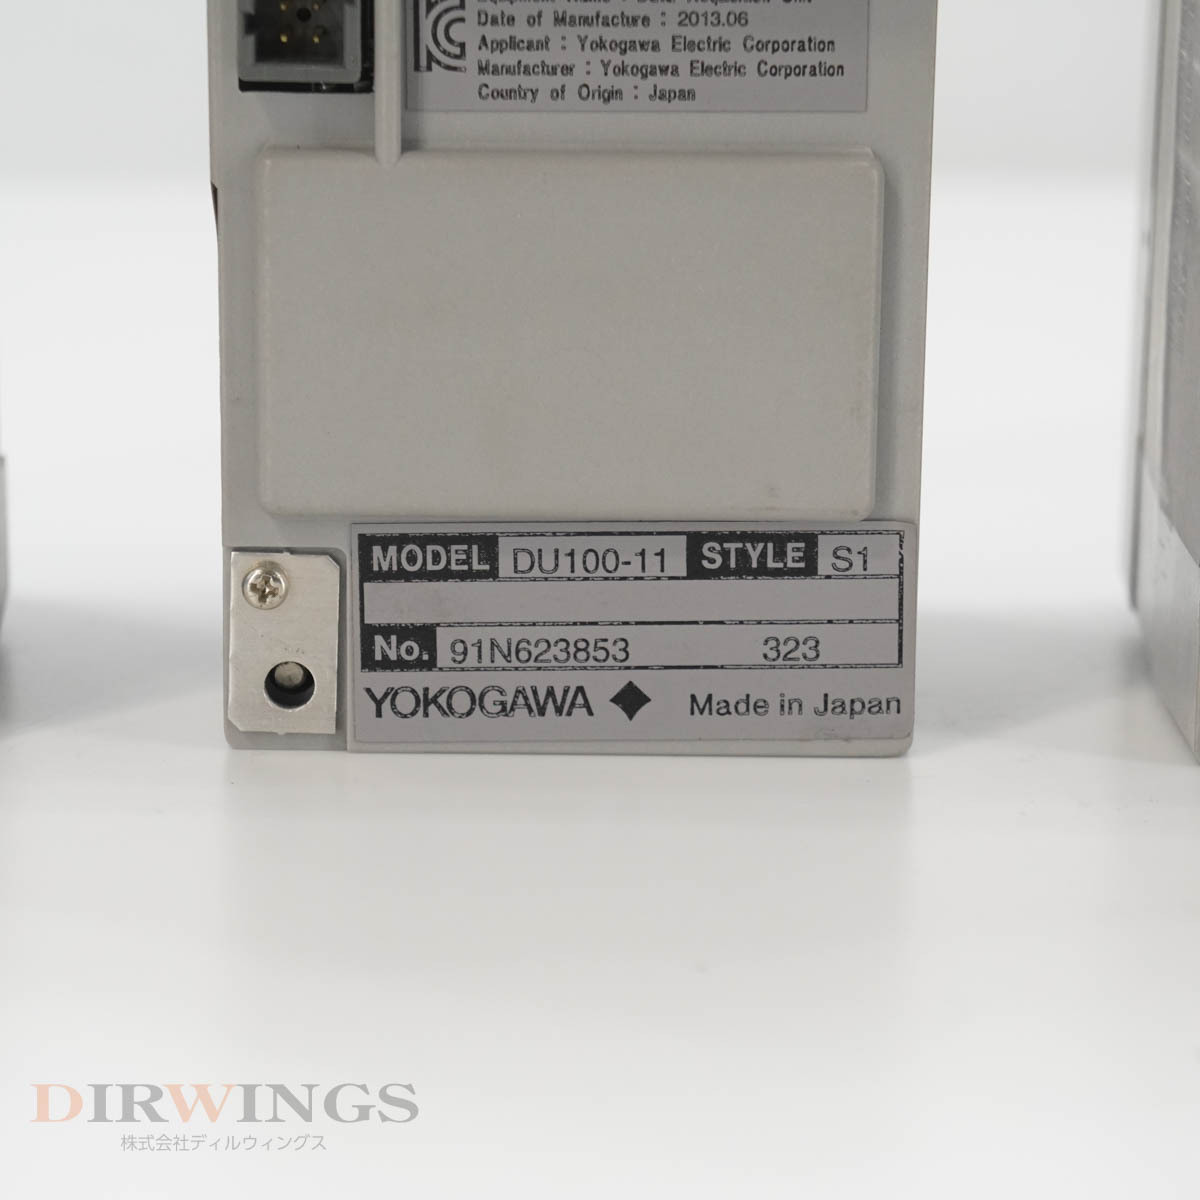 Date of Manufacture : 2013.06
Applicant : Yokogawa Electric Corporation
Manufacturer : Yokogawa Electric Corporation
Country of Origin : Japan
MODEL DU100-11 STYLE S1
No. 91N623853 323
YOKOGAWA ◆ Made in Japan
DIRWINGS
株式会社ディルウィングス